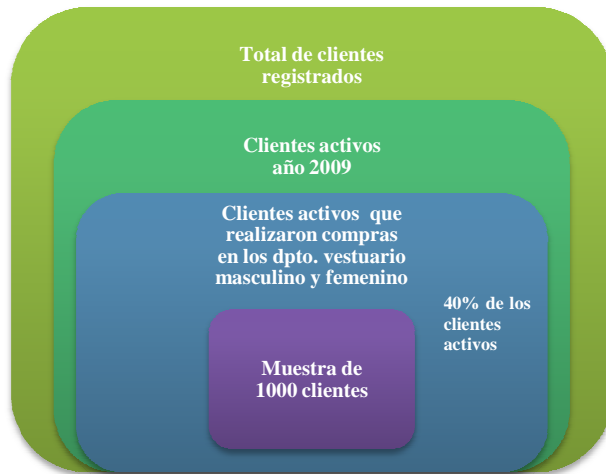 Total de clientes
registrados
Clientes activos
año 2009
Clientes activos que
realizaron compras
en los dpto. vestuario
masculino y femenino
40% de los
clientes
activos
Muestra de
1000 clientes